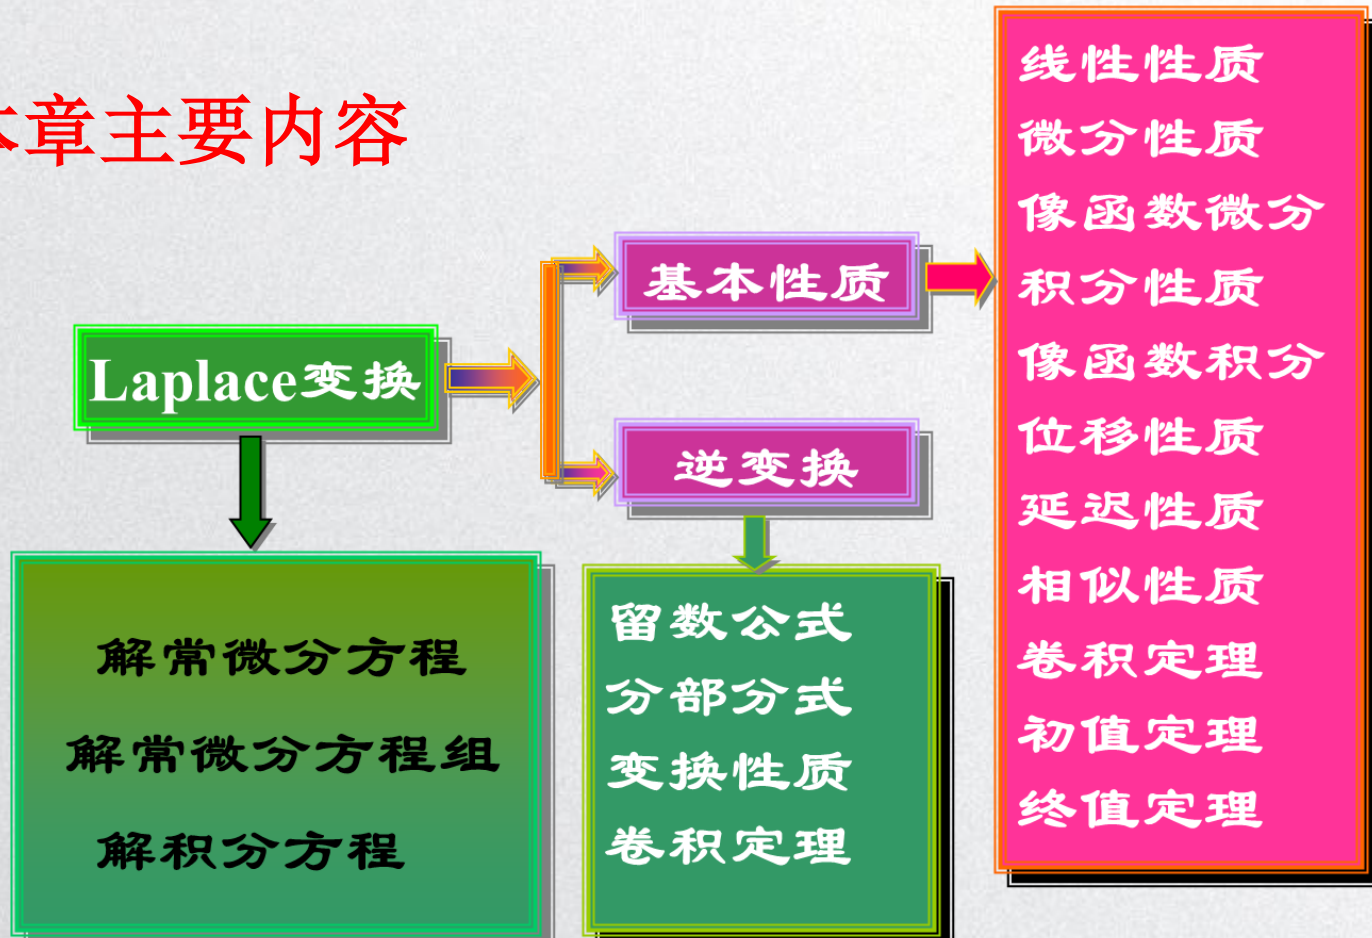 本章主要内容
Laplace变换
基本性质
逆变换
线性性质
微分性质
像函数微分
积分性质
像函数积分
位移性质
延迟性质
相似性质
卷积定理
初值定理
终值定理
留数公式
分部分式
变换性质
卷积定理
解常微分方程
解常微分方程组
解积分方程